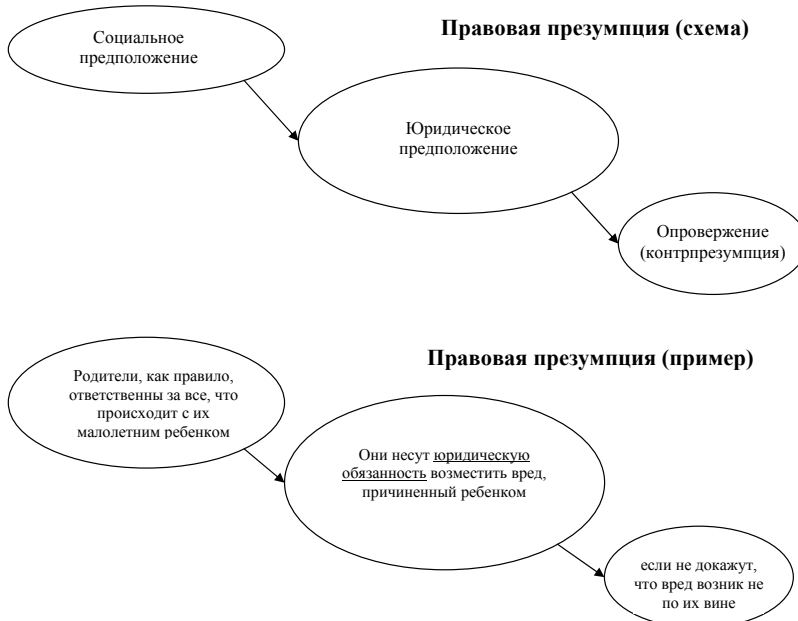 Правовая презумпция (схема)
Социальное
предположение
Юридическое
предположение
Опровержение
(контрпрезумпция)
Правовая презумпция (пример)
Родители, как правило,
ответственны за все, что
происходит с их
малолетним ребенком
Они несут юридическую
обязанность возместить вред,
причиненный ребенком
если не докажут,
что вред возник не
по их вине